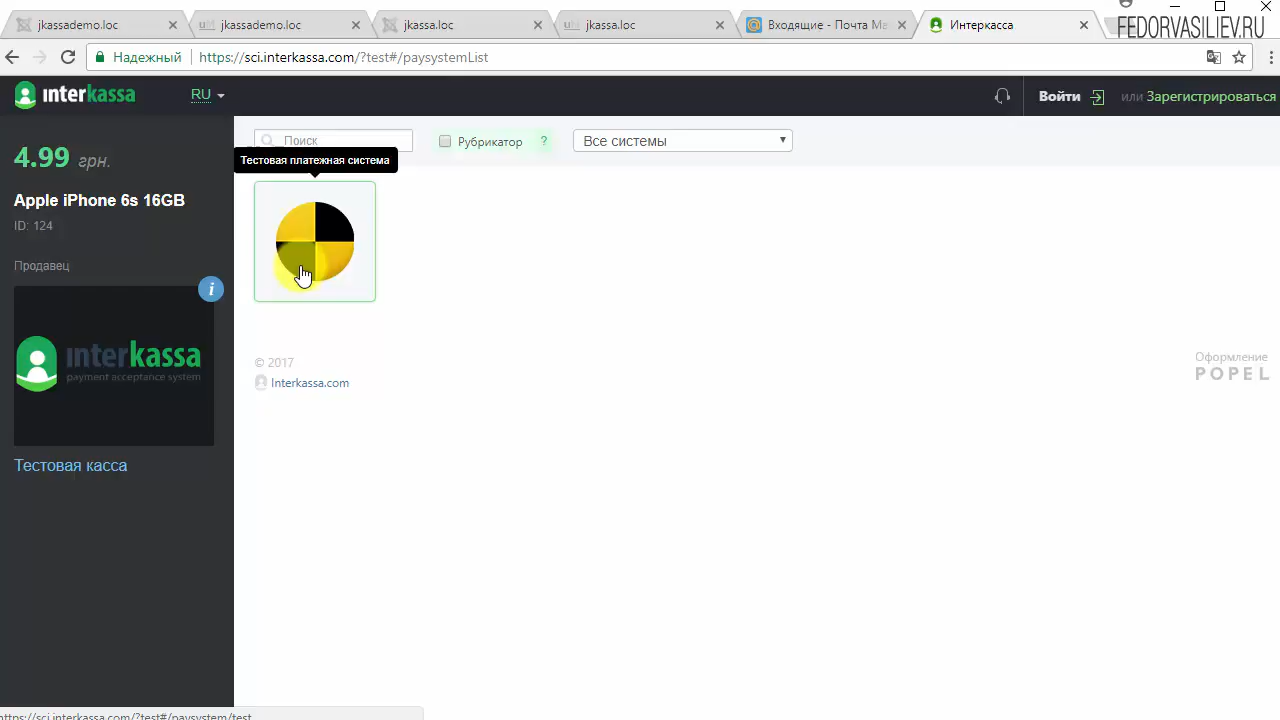 jkassademo.loc
jkassademo.loc
jkassa.loc
jkassa.loc
Входящие - Почта Ма
Интеркасса
FEDORVASILIEV.RU
Надежный
https://sci.interkassa.com/?test#/paysystemList
interkassa
RU
Войти
или Зарегистрироваться
4.99 грн.
Поиск
Рубрикатор
?
Все системы
Тестовая платежная система
Apple iPhone 6s 16GB
ID: 124
Продавец
i
interkassa
payment acceptance system
Тестовая касса
© 2017
Interkassa.com
Оформление
POPEL
https://sci.interkassa.com/?test#/paysystem/test